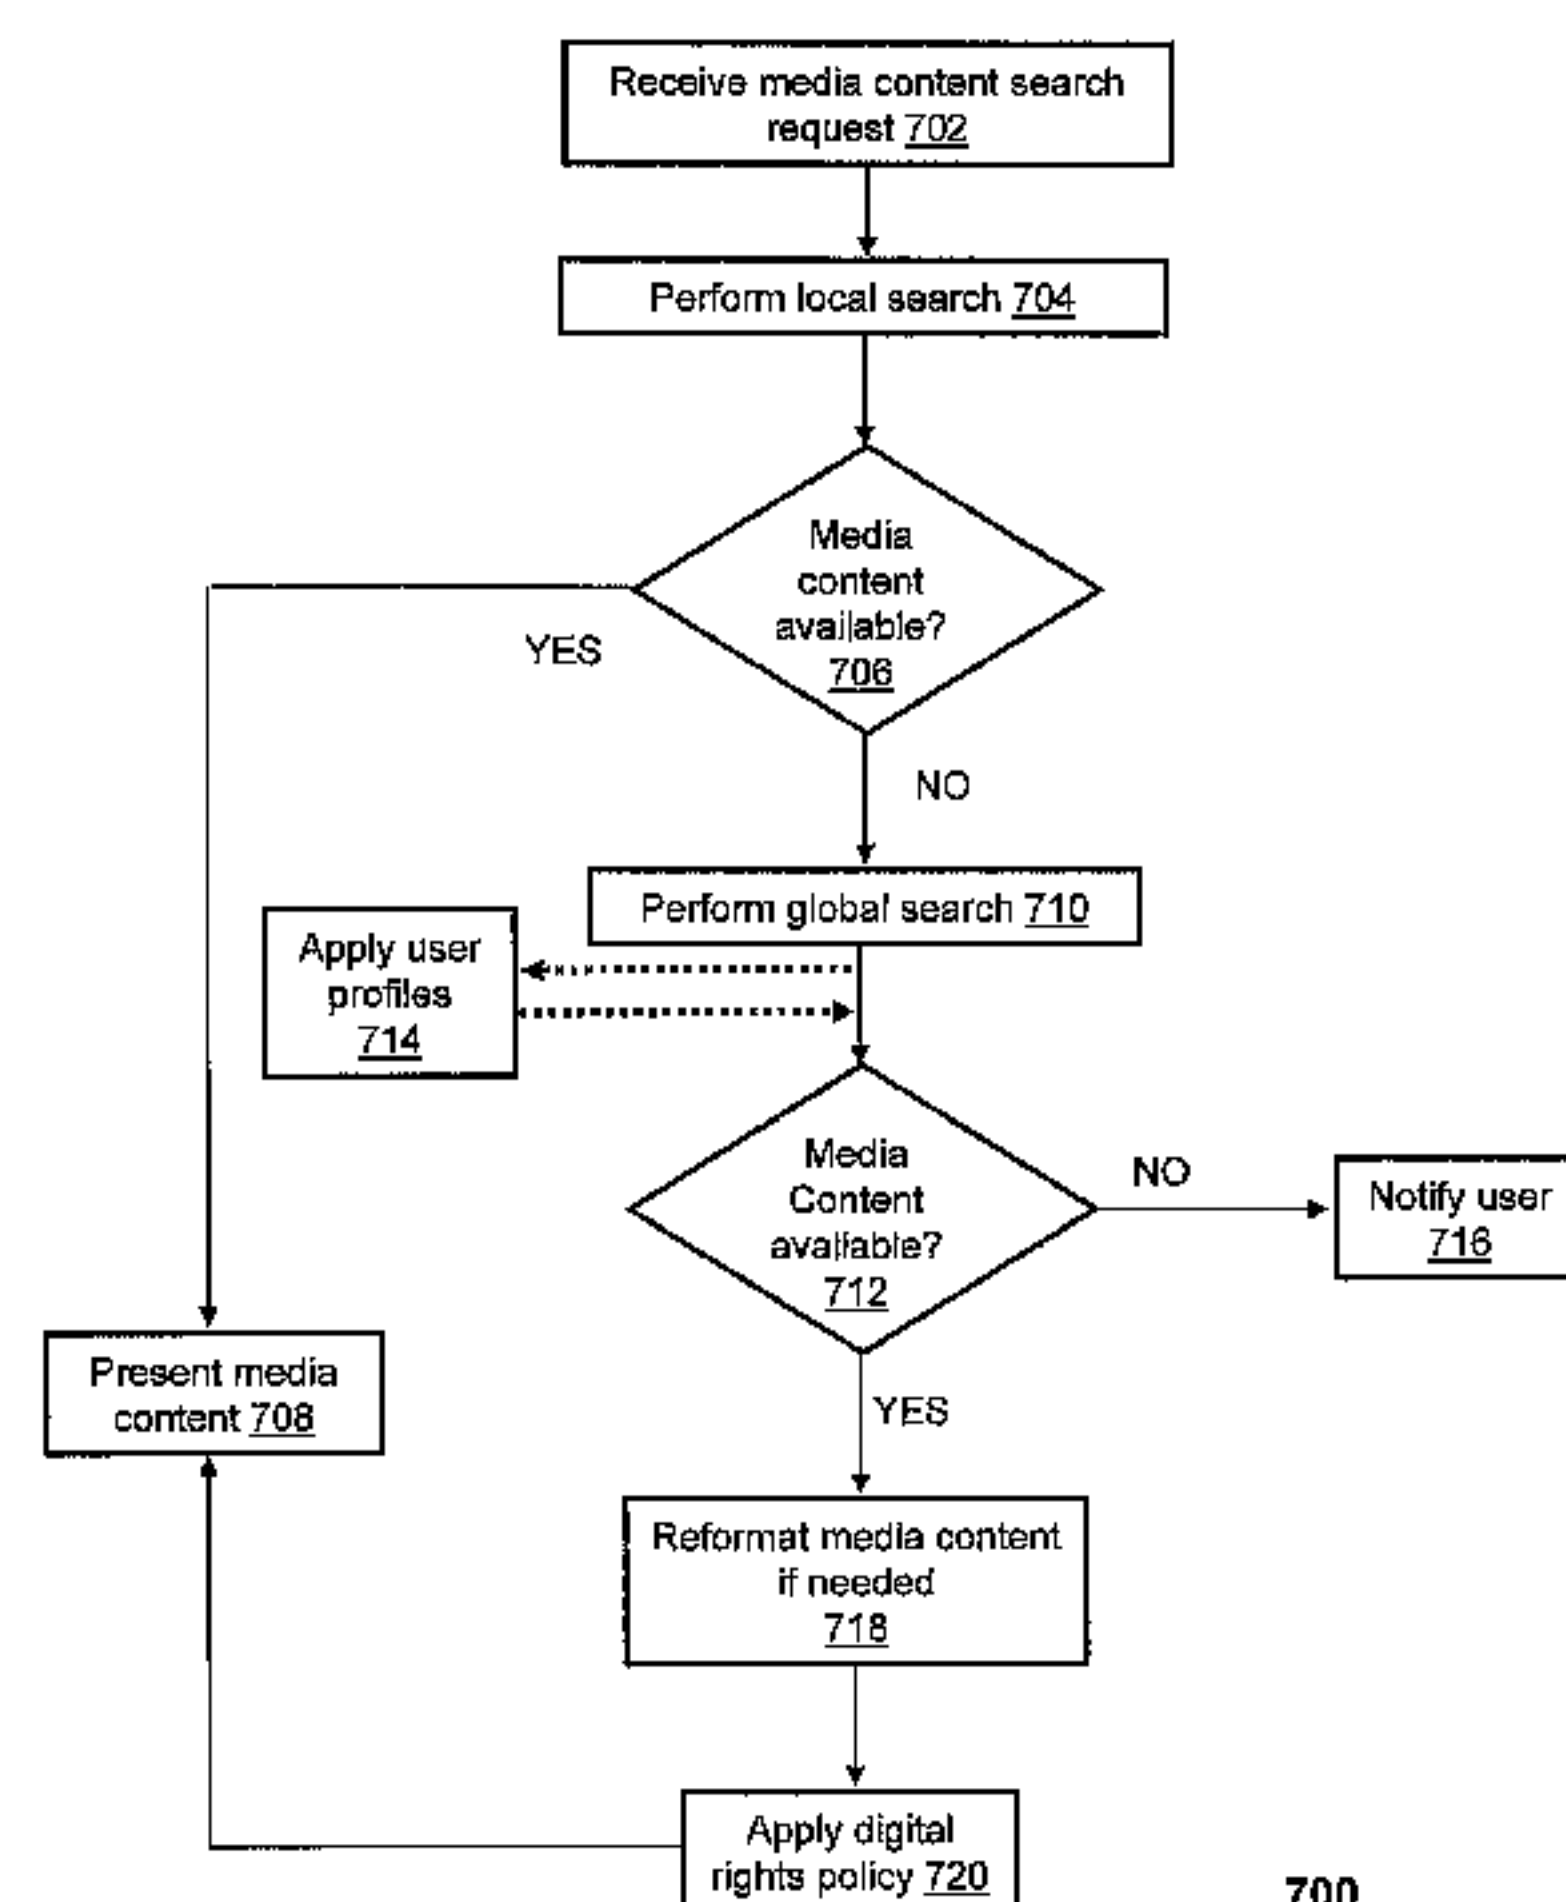 Receive media content search
request 702
Perform local search 704
Media
content
available?
706
YES
NO
Perform global search 710
Apply user
profiles
714
Media
Content
available?
712
NO
Notify user
716
Present media
content 708
YES
Reformat media content
if needed
718
Apply digital
rights policy 720
700